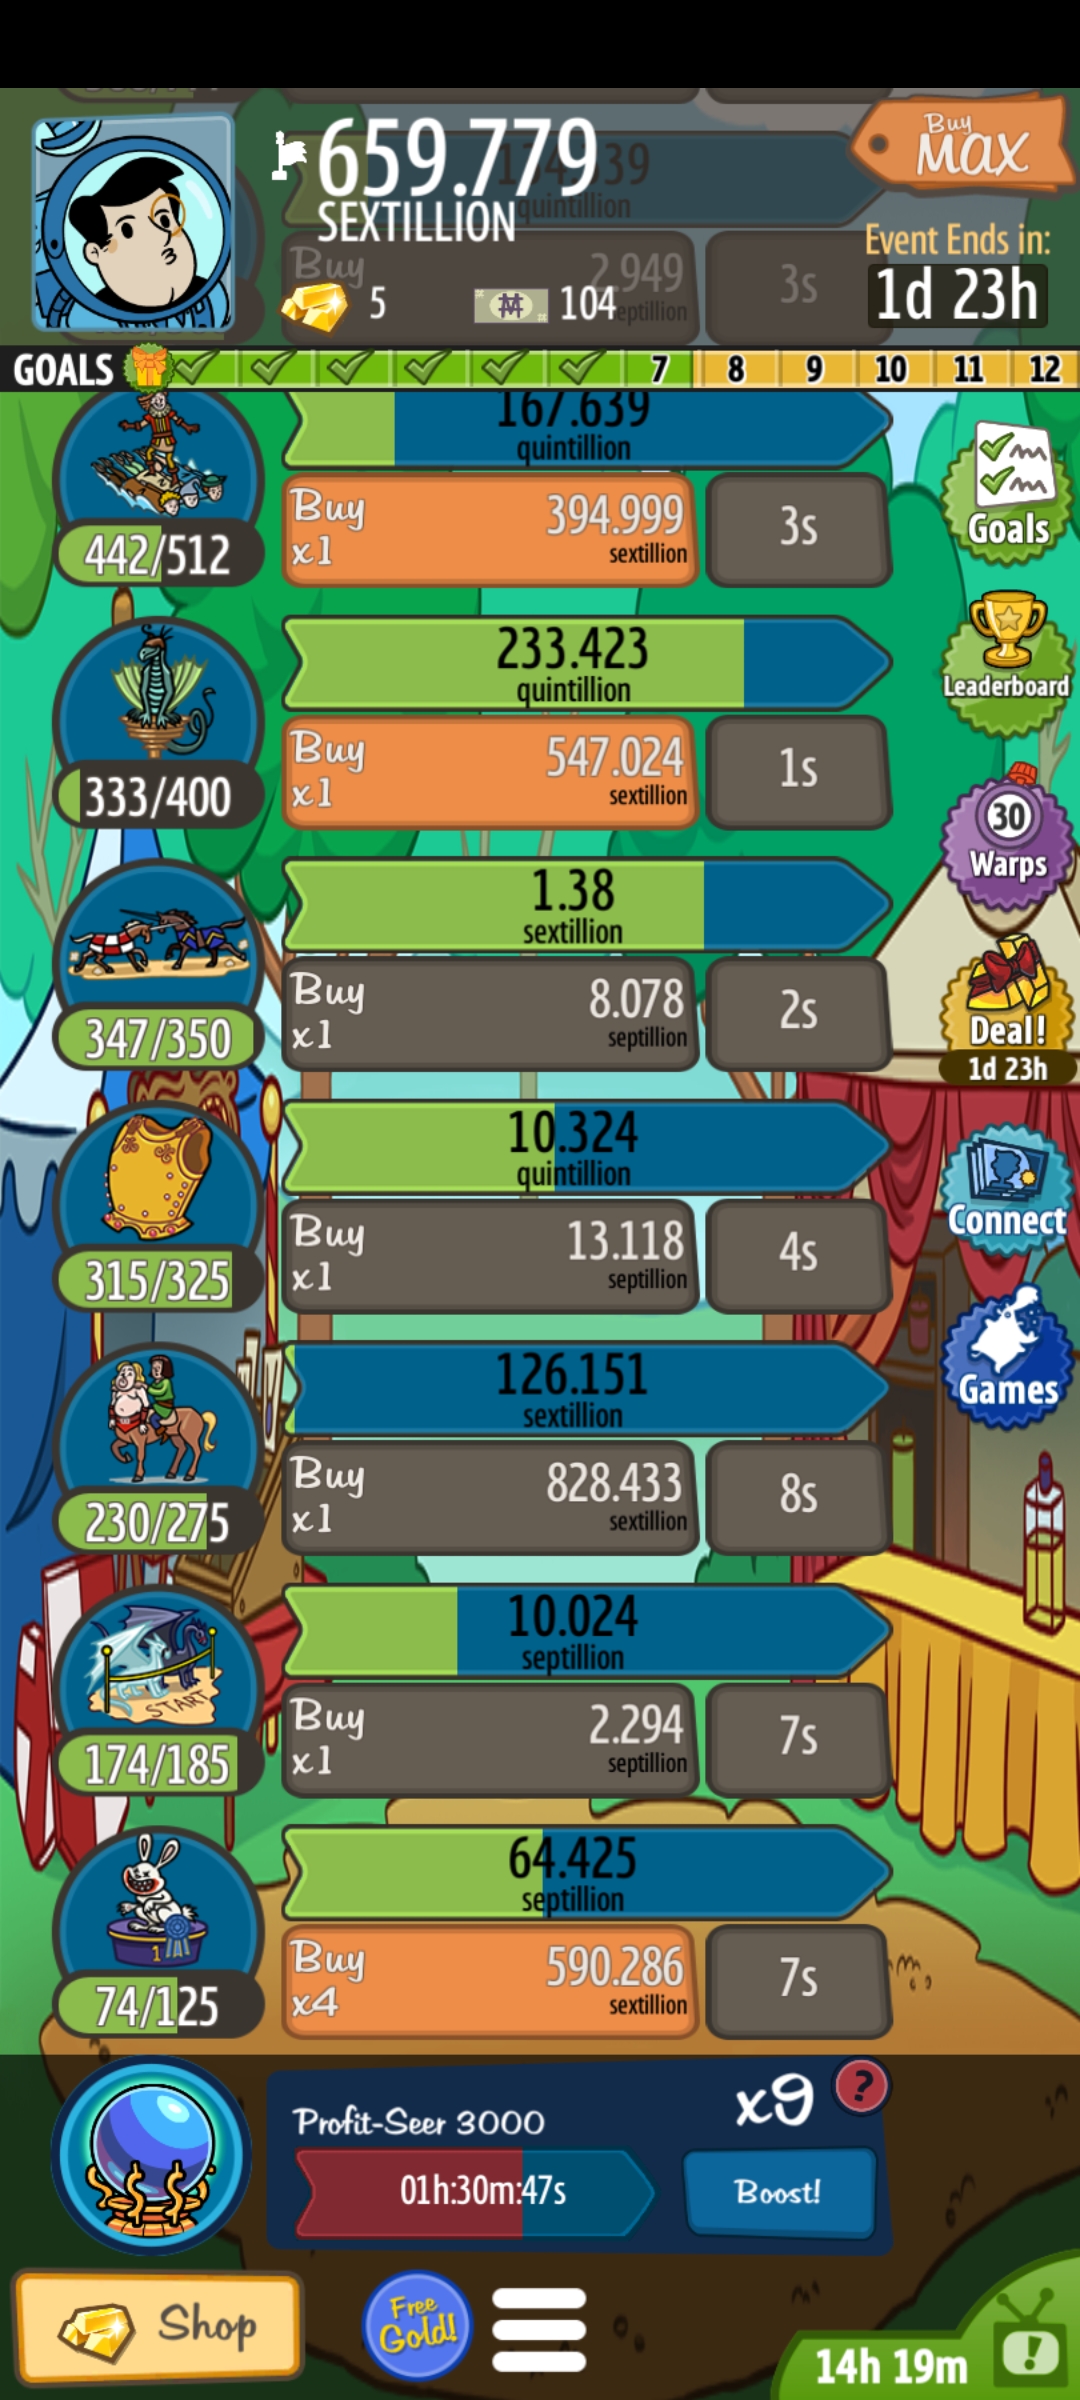 659.779
SEXTILLION
5
104
Buy
MAX
Event Ends in:
1d 23h
Buy
2.949
septillion
3s
quintillion
GOALS
7
8
9
10
11
12
167.639
quintillion
442/512
Buy
x1
394.999
sextillion
3s
233.423
quintillion
333/400
Buy
x1
547.024
sextillion
1s
1.38
sextillion
347/350
Buy
x1
8.078
septillion
2s
10.324
quintillion
315/325
Buy
x1
13.118
septillion
4s
126.151
sextillion
230/275
Buy
x1
828.433
sextillion
8s
10.024
septillion
START
174/185
Buy
x1
2.294
septillion
7s
64.425
septillion
1
74/125
Buy
x4
590.286
sextillion
7s
Goals
Leaderboard
30
Warps
Deal!
1d 23h
Connect
Games
Profit-Seer 3000
x9
?
01h:30m:47s
Boost!
Shop
Free
Gold!
14h 19m
!